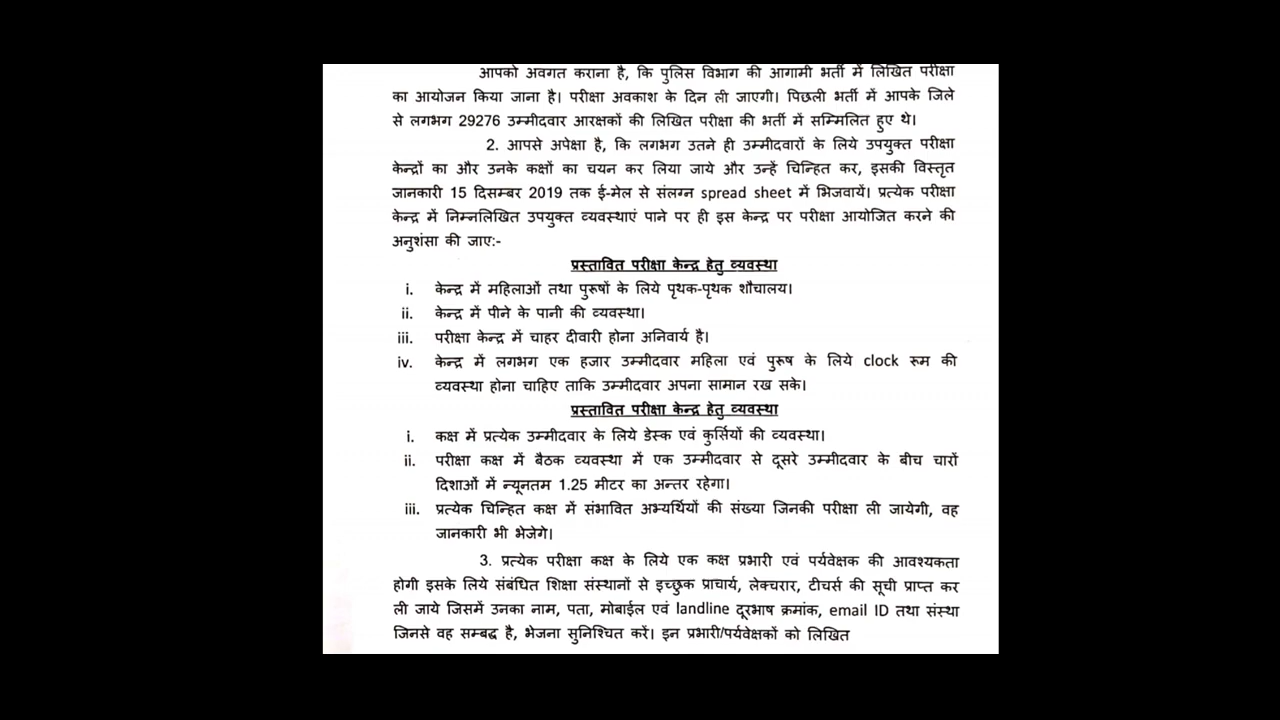 आपको अवगत कराना है, कि पुलिस विभाग की आगामी भर्ती में लिखित परीक्षा
का आयोजन किया जाना है। परीक्षा अवकाश के दिन ली जाएगी। पिछली भर्ती में आपके जिले
से लगभग 29276 उम्मीदवार आरक्षकों की लिखित परीक्षा की भर्ती में सम्मिलित हुए थे।
2. आपसे अपेक्षा है, कि लगभग उतने ही उम्मीदवारों के लिये उपयुक्त परीक्षा
केन्द्रों का और उनके कक्षों का चयन कर लिया जाये और उन्हें चिन्हित कर, इसकी विस्तृत
जानकारी 15 दिसम्बर 2019 तक ई-मेल से संलग्न spread sheet में भिजवायें। प्रत्येक परीक्षा
केन्द्र में निम्नलिखित उपयुक्त व्यवस्थाएं पाने पर ही इस केन्द्र पर परीक्षा आयोजित करने की
अनुशंसा की जाए:-
प्रस्तावित परीक्षा केन्द्र हेतु व्यवस्था
i. केन्द्र में महिलाओं तथा पुरूषों के लिये पृथक-पृथक शौचालय।
ii. केन्द्र में पीने के पानी की व्यवस्था।
iii. परीक्षा केन्द्र में चाहर दीवारी होना अनिवार्य है।
iv. केन्द्र में लगभग एक हजार उम्मीदवार महिला एवं पुरूष के लिये clock रूम की
व्यवस्था होना चाहिए ताकि उम्मीदवार अपना सामान रख सके।
प्रस्तावित परीक्षा केन्द्र हेतु व्यवस्था
i. कक्ष में प्रत्येक उम्मीदवार के लिये डेस्क एवं कुर्सियों की व्यवस्था।
ii. परीक्षा कक्ष में बैठक व्यवस्था में एक उम्मीदवार से दूसरे उम्मीदवार के बीच चारों
दिशाओं में न्यूनतम 1.25 मीटर का अन्तर रहेगा।
iii. प्रत्येक चिन्हित कक्ष में संभावित अभ्यर्थियों की संख्या जिनकी परीक्षा ली जायेगी, वह
जानकारी भी भेजेगे।
3. प्रत्येक परीक्षा कक्ष के लिये एक कक्ष प्रभारी एवं पर्यवेक्षक की आवश्यकता
होगी इसके लिये संबंधित शिक्षा संस्थानों से इच्छुक प्राचार्य, लेक्चरार, टीचर्स की सूची प्राप्त कर
ली जाये जिसमें उनका नाम, पता, मोबाईल एवं landline दूरभाष क्रमांक, email ID तथा संस्था
जिनसे वह सम्बद्ध है, भेजना सुनिश्चित करें। इन प्रभारी/पर्यवेक्षकों को लिखित